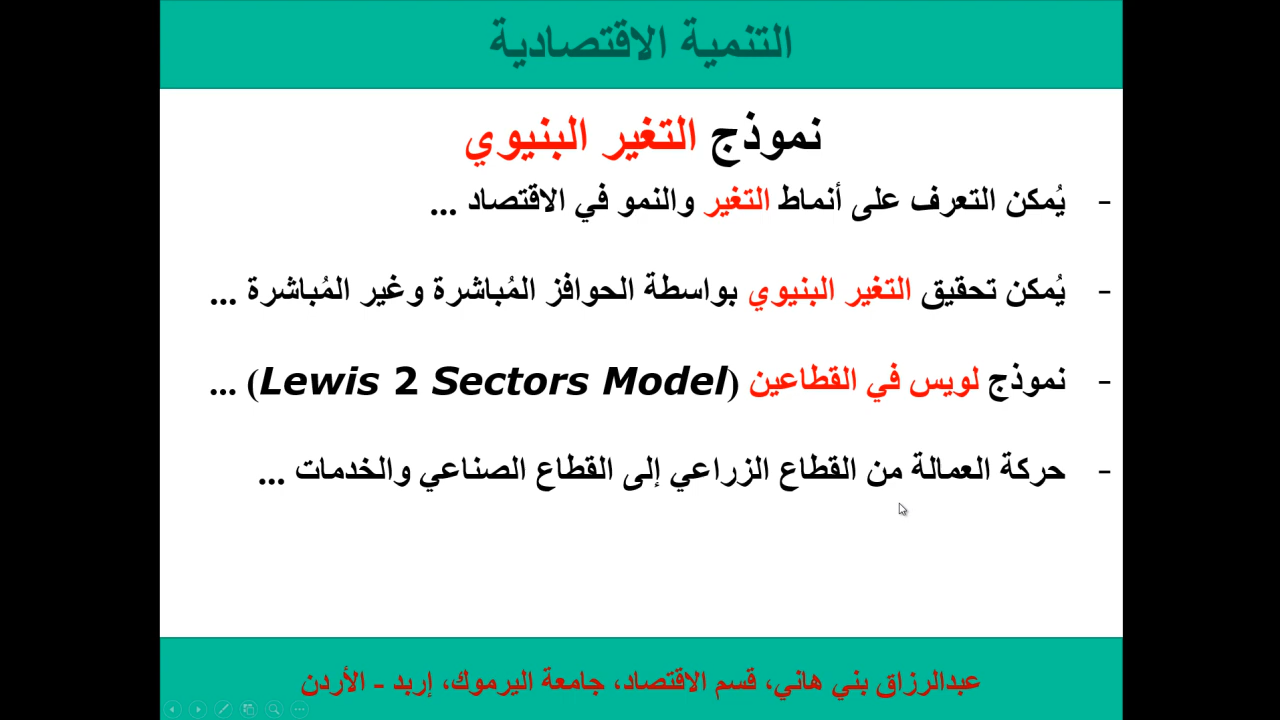 التنمية الاقتصادية
نموذج التغير البنيوي
- يُمكن التعرف على أنماط التغير والنمو في الاقتصاد ...
- يُمكن تحقيق التغير البنيوي بواسطة الحوافز المُباشرة وغير المُباشرة ...
- نموذج لويس في القطاعين (Lewis 2 Sectors Model) ...
- حركة العمالة من القطاع الزراعي إلى القطاع الصناعي والخدمات ...
عبدالرزاق بني هاني، قسم الاقتصاد، جامعة اليرموك، إربد - الأردن